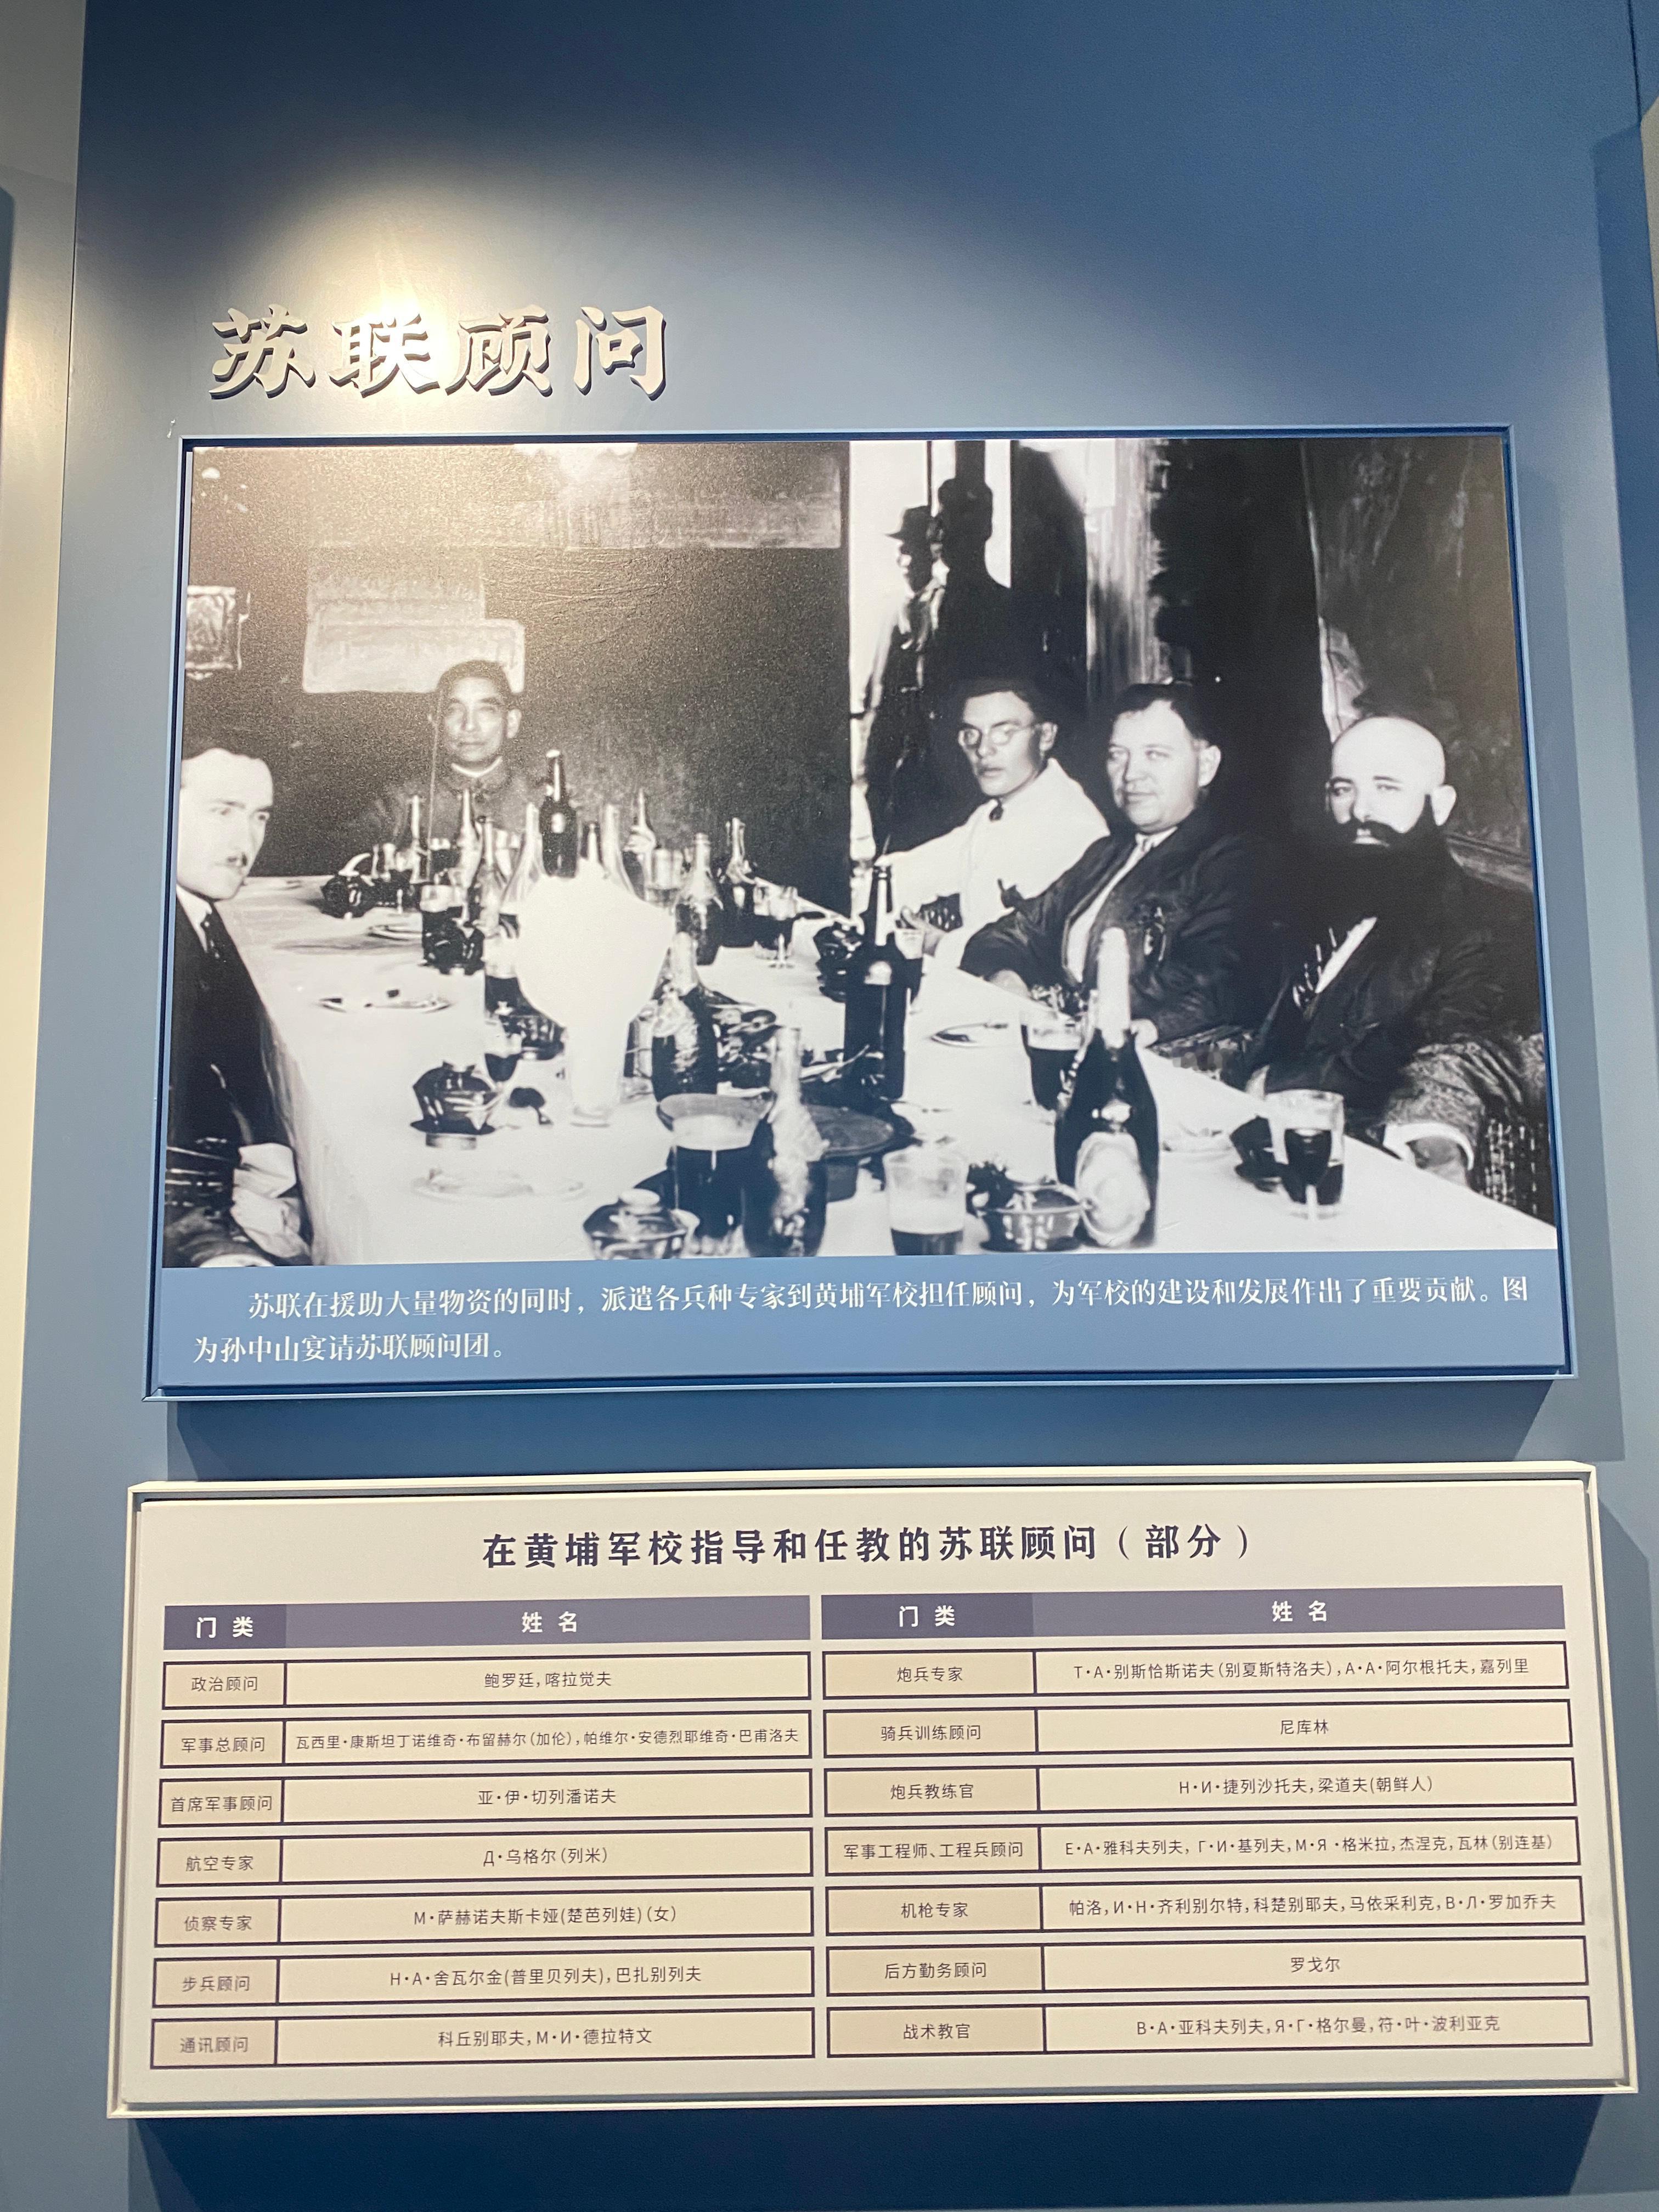 苏联顾问
苏联在援助大量物资的同时，派遣各兵种专家到黄埔军校担任顾问，为军校的建设和发展作出了重要贡献。图
为孙中山宴请苏联顾问团。
在黄埔军校指导和任教的苏联顾问（部分）
门类 姓名
政治顾问 鲍罗廷，喀拉觉夫
军事总顾问 瓦西里·康斯坦丁诺维奇·布留赫尔（加伦），帕维尔·安德烈耶维奇·巴甫洛夫
首席军事顾问 亚·伊·切列潘诺夫
航空专家 Д·乌格尔（列米）
侦察专家 М·萨赫诺夫斯卡娅（楚芭列娃）（女）
步兵顾问 Н·А·舍瓦尔金（普里贝列夫），巴扎别列夫
通讯顾问 科丘别耶夫，М·И·德拉特文
门类 姓名
炮兵专家 Т·А·别斯恰斯诺夫（别夏斯特洛夫），А·А·阿尔根托夫，嘉列里
骑兵训练顾问 尼库林
炮兵教练官 Н·И·捷列沙托夫，梁道夫（朝鲜人）
军事工程师、工程兵顾问 Е·А·雅科夫列夫，Г·И·基列夫，М·Я·格米拉，杰涅克，瓦林（别连基）
机枪专家 帕洛，И·Н·齐利别尔特，科楚别耶夫，马依采利克，В·Л·罗加乔夫
后方勤务顾问 罗戈尔
战术教官 В·А·亚科夫列夫，Я·Г·格尔曼，符·叶·波利亚克